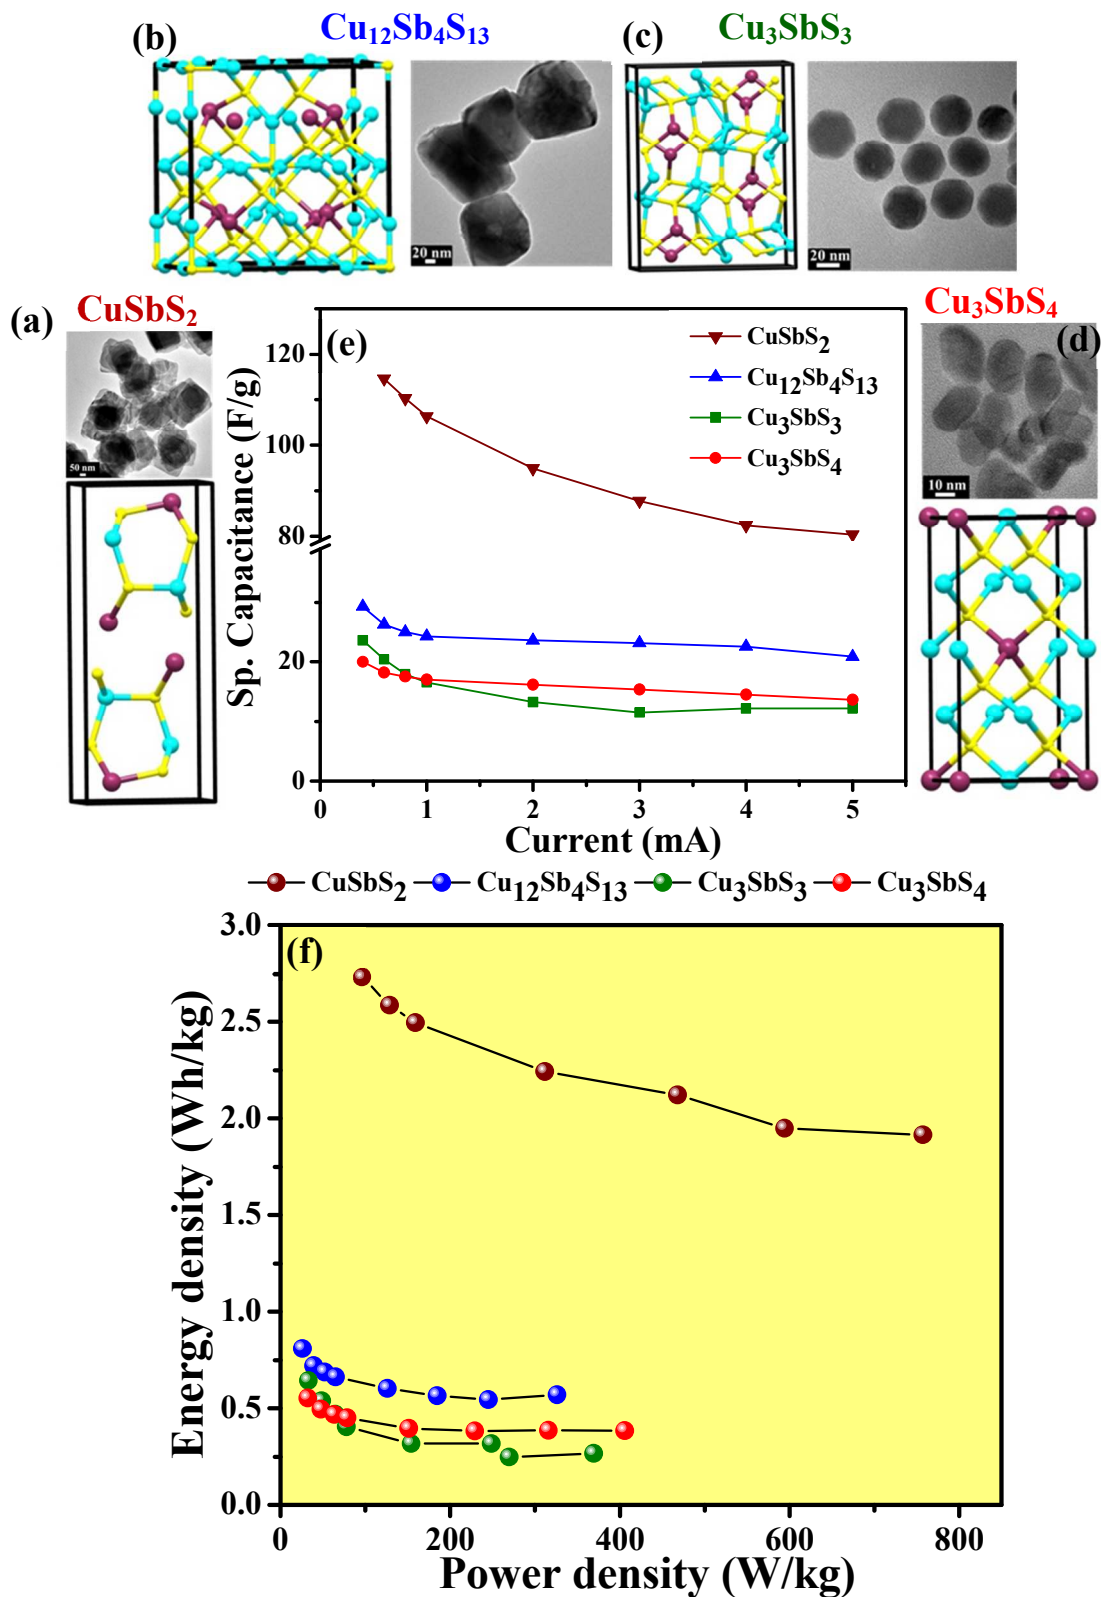 (b) Cu12Sb4S13
(c) Cu3SbS3
20 nm
20 nm
(a) CuSbS2
50 nm
Cu3SbS4
(d)
10 nm
(e)
CuSbS2
Cu12Sb4S13
Cu3SbS3
Cu3SbS4
Sp. Capacitance (F/g)
120
100
80
20
0
0 1 2 3 4 5
Current (mA)
CuSbS2 Cu12Sb4S13 Cu3SbS3 Cu3SbS4
(f)
Energy density (Wh/kg)
3.0
2.5
2.0
1.5
1.0
0.5
0.0
0 200 400 600 800
Power density (W/kg)